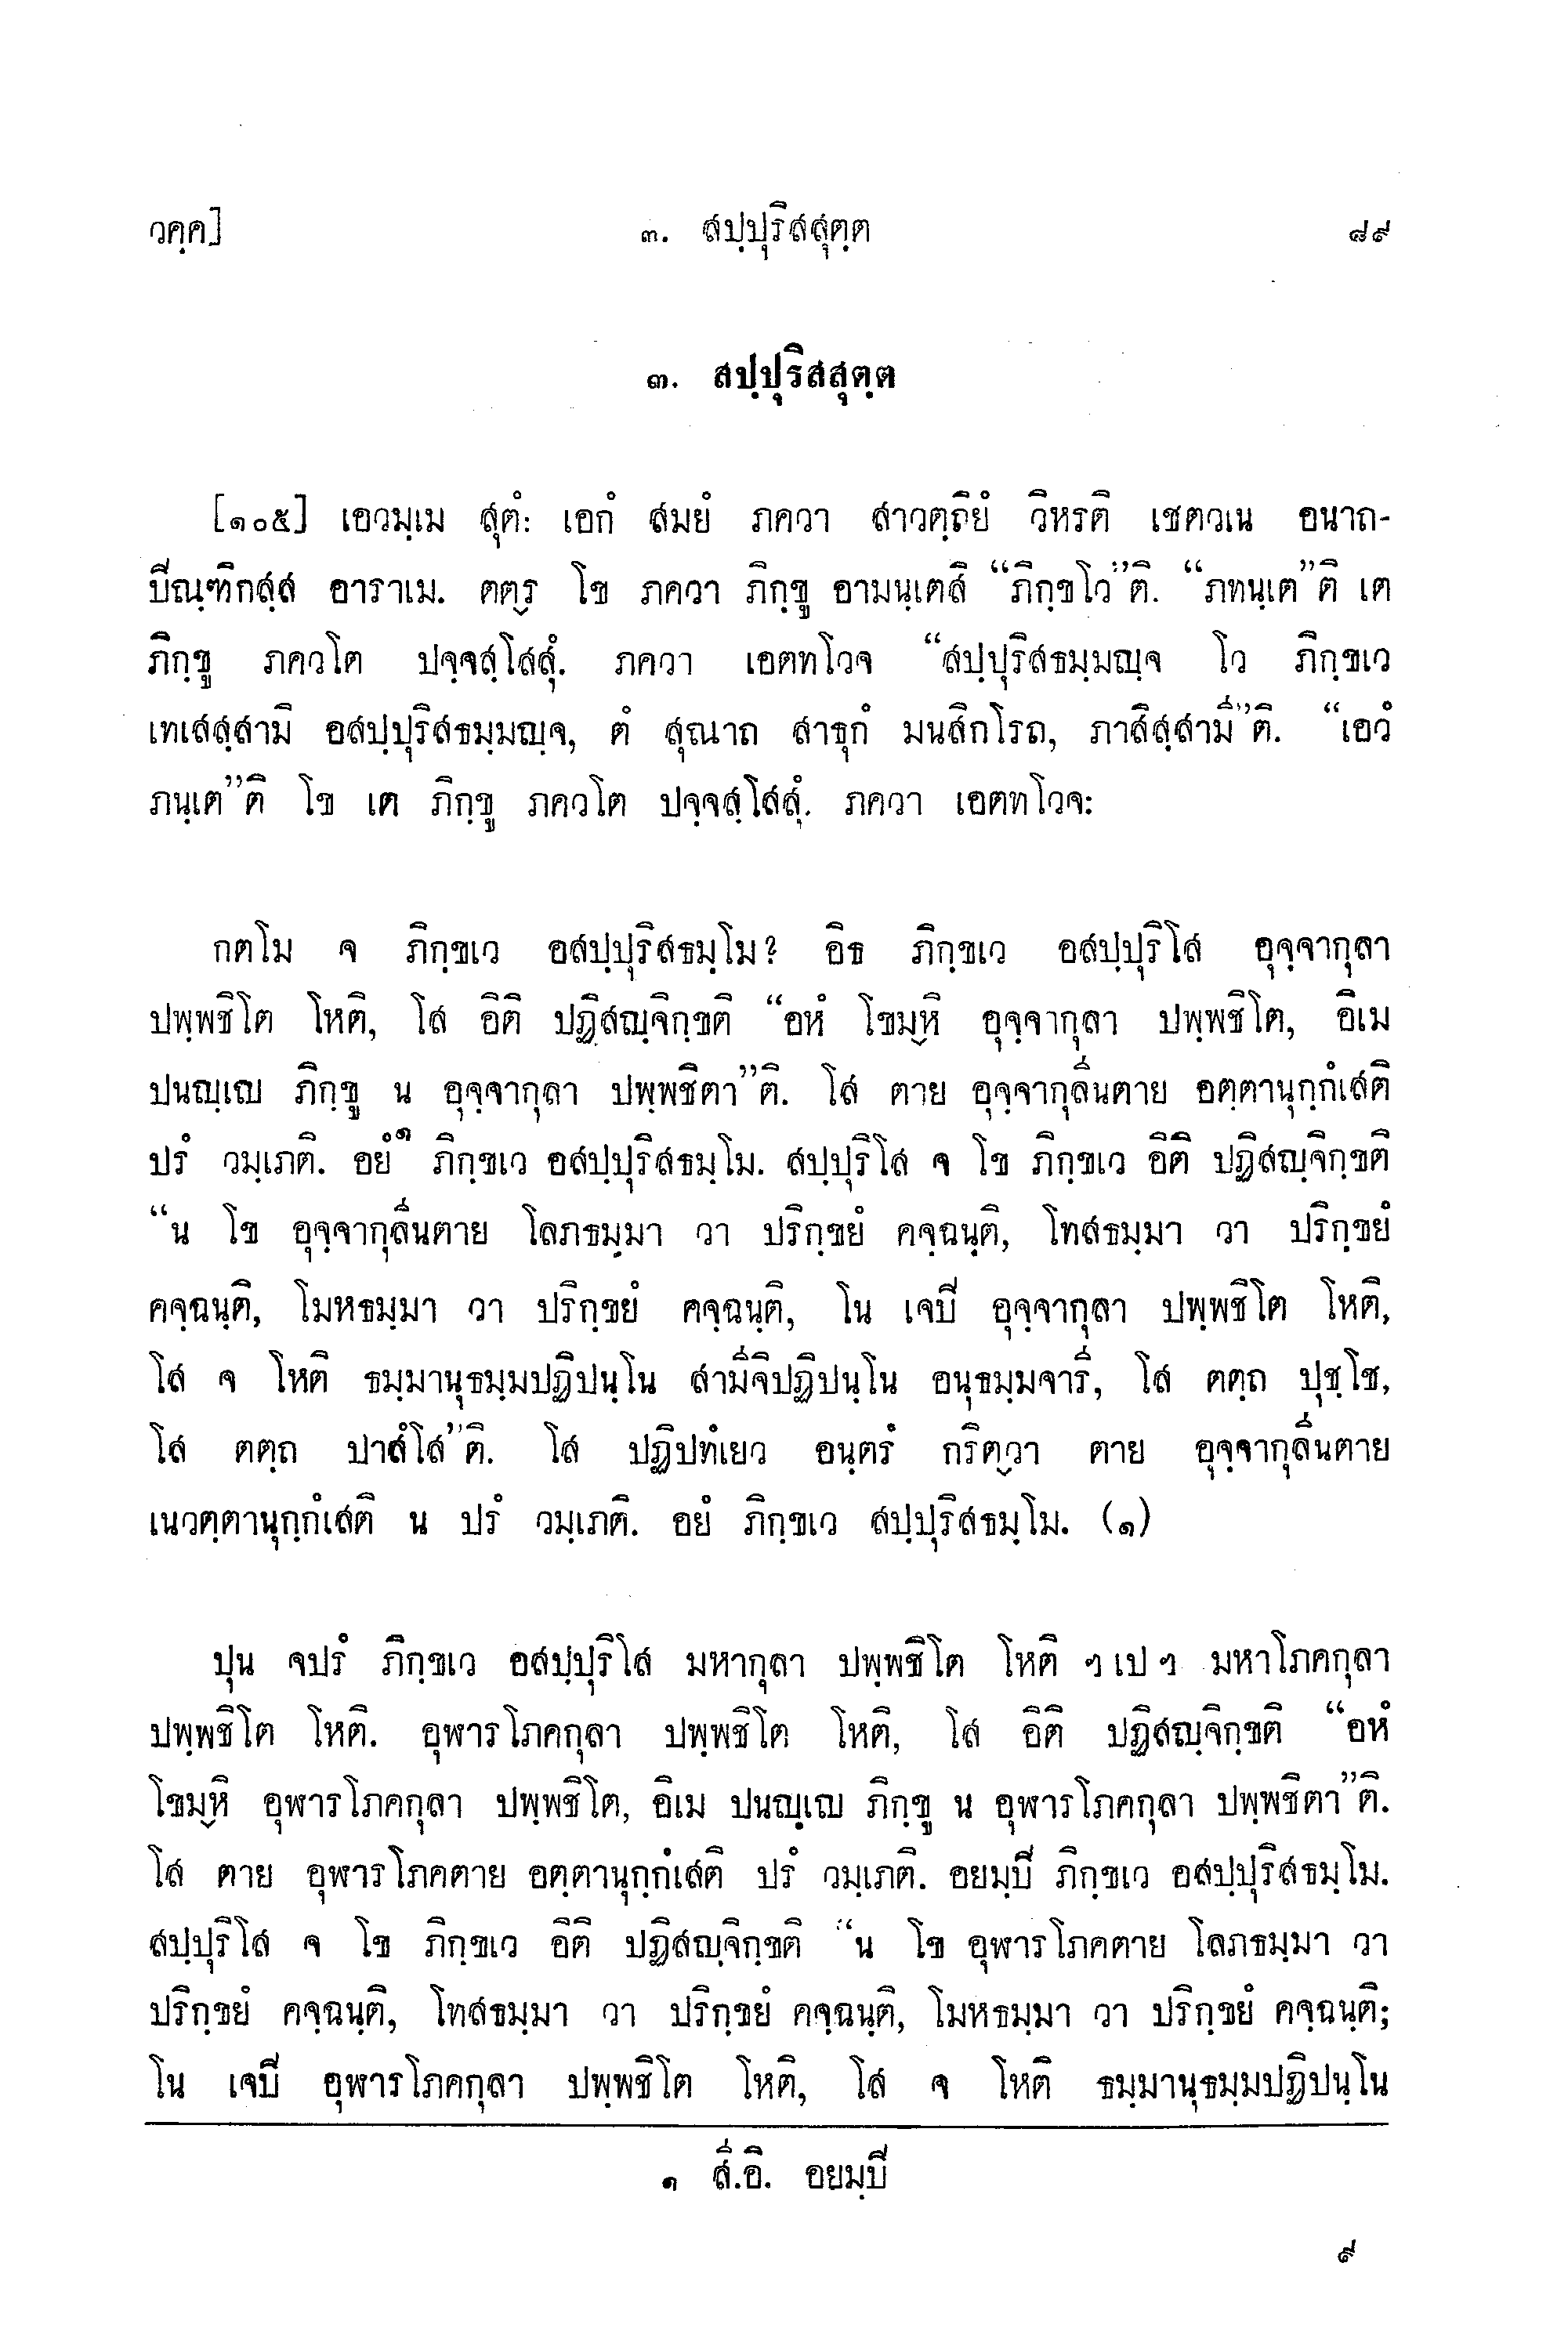 วคฺค]
๓. สปฺปุริสสุตฺต
๘๙
๓. สปฺปุริสสุตฺต
[๑๐๕] เอวมฺเม สุตํ: เอกํ สมยํ ภควา สาวตฺถิยํ วิหรติ เชตวเน อนาถ-
ปิณฺฑิกสฺส อาราเม. ตตฺร โข ภควา ภิกฺขู อามนฺเตสิ “ภิกฺขโว”ติ. “ภทนฺเต”ติ เต
ภิกฺขู ภควโต ปจฺจสฺโสสุํ. ภควา เอตทโวจ “สปฺปุริสธมฺมญฺจ โว ภิกฺขเว
เทเสสฺสามิ อสปฺปุริสธมฺมญฺจ, ตํ สุณาถ สาธุกํ มนสิกโรถ, ภาสิสฺสามี”ติ. “เอวํ
ภนฺเต”ติ โข เต ภิกฺขู ภควโต ปจฺจสฺโสสุํ. ภควา เอตทโวจ:
กตโม จ ภิกฺขเว อสปฺปุริสธมฺโม? อิธ ภิกฺขเว อสปฺปุริโส อุจฺจากุลา
ปพฺพชิโต โหติ, โส อิติ ปฏิสญฺจิกฺขติ “อหํ โขมฺหิ อุจฺจากุลา ปพฺพชิโต, อิเม
ปนญฺเญ ภิกฺขู น อุจฺจากุลา ปพฺพชิตา”ติ. โส ตาย อุจฺจากุลีนตาย อตฺตานุกฺกํเสติ
ปรํ วมฺเภติ. อยํ๑ ภิกฺขเว อสปฺปุริสธมฺโม. สปฺปุริโส จ โข ภิกฺขเว อิติ ปฏิสญฺจิกฺขติ
“น โข อุจฺจากุลีนตาย โลภธมฺมา วา ปริกฺขยํ คจฺฉนฺติ, โทสธมฺมา วา ปริกฺขยํ
คจฺฉนฺติ, โมหธมฺมา วา ปริกฺขยํ คจฺฉนฺติ, โน เจปิ อุจฺจากุลา ปพฺพชิโต โหติ,
โส จ โหติ ธมฺมานุธมฺมปฏิปนฺโน สามีจิปฏิปนฺโน อนุธมฺมจารี, โส ตตฺถ ปุชฺโช,
โส ตตฺถ ปาสํโส”ติ. โส ปฏิปทํเยว อนฺตรํ กริตฺวา ตาย อุจฺจากุลีนตาย
เนวตฺตานุกฺกํเสติ น ปรํ วมฺเภติ. อยํ ภิกฺขเว สปฺปุริสธมฺโม. (๑)
ปุน จปรํ ภิกฺขเว อสปฺปุริโส มหากุลา ปพฺพชิโต โหติ ฯ เป ฯ มหาโภคกุลา
ปพฺพชิโต โหติ. อุฬารโภคกุลา ปพฺพชิโต โหติ, โส อิติ ปฏิสญฺจิกฺขติ “อหํ
โขมฺหิ อุฬารโภคกุลา ปพฺพชิโต, อิเม ปนญฺเญ ภิกฺขู น อุฬารโภคกุลา ปพฺพชิตา”ติ.
โส ตาย อุฬารโภคตาย อตฺตานุกฺกํเสติ ปรํ วมฺเภติ. อยมฺปิ ภิกฺขเว อสปฺปุริสธมฺโม.
สปฺปุริโส จ โข ภิกฺขเว อิติ ปฏิสญฺจิกฺขติ “น โข อุฬารโภคตาย โลภธมฺมา วา
ปริกฺขยํ คจฺฉนฺติ, โทสธมฺมา วา ปริกฺขยํ คจฺฉนฺติ, โมหธมฺมา วา ปริกฺขยํ คจฺฉนฺติ;
โน เจปิ อุฬารโภคกุลา ปพฺพชิโต โหติ, โส จ โหติ ธมฺมานุธมฺมปฏิปนฺโน
๑ สี.อิ. อยมฺปิ
๙